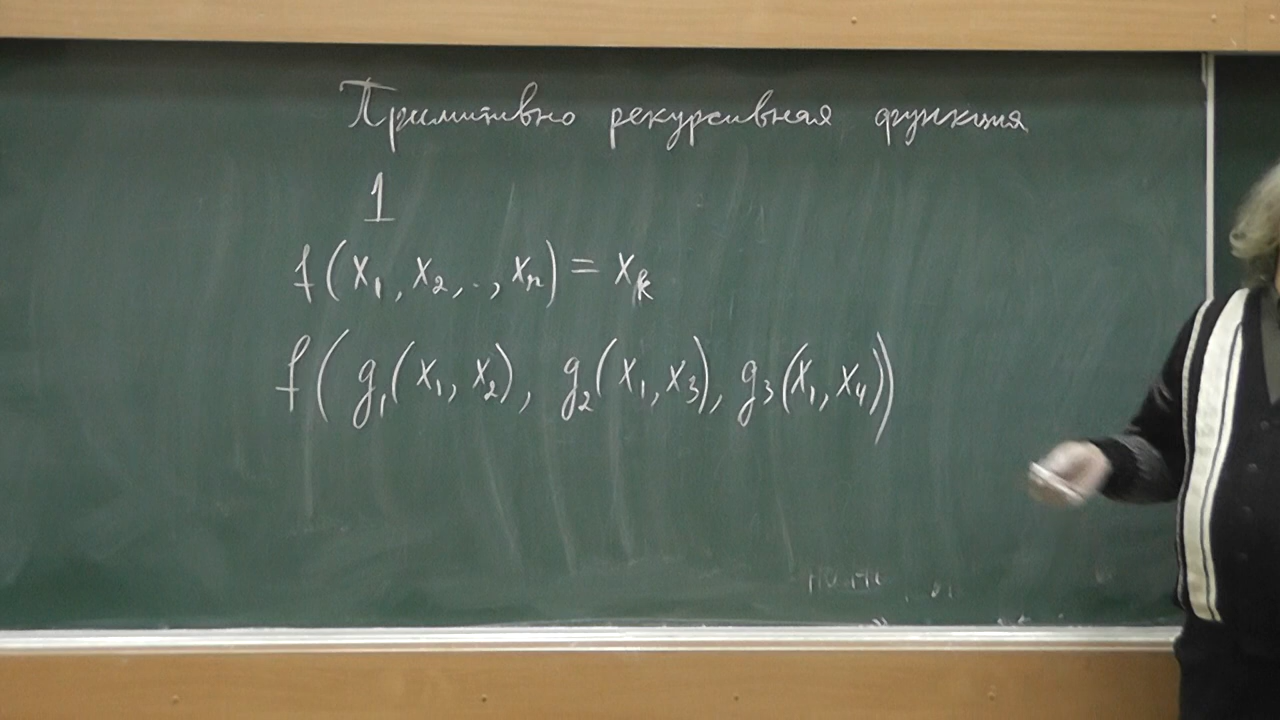 Примитивно рекурсивная функция
1
f(x₁, x₂, .., xₙ) = xₖ
f(g₁(x₁, x₂), g₂(x₁, x₃), g₃(x₁, x₄))